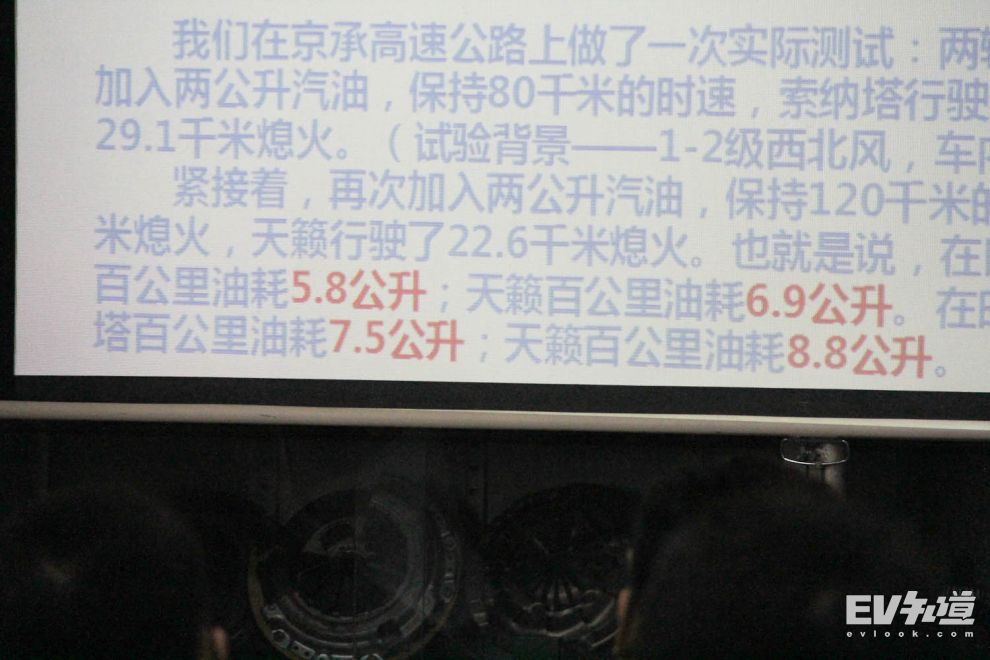 我们在京承高速公路上做了一次实际测试：两
加入两公升汽油，保持80千米的时速，索纳塔行驶
29.1千米熄火。（试验背景——1-2级西北风，车内
紧接着，再次加入两公升汽油，保持120千米的
米熄火，天籁行驶了22.6千米熄火。也就是说，在
百公里油耗5.8公升；天籁百公里油耗6.9公升。在
塔百公里油耗7.5公升；天籁百公里油耗8.8公升。
EV知道
evlook.com